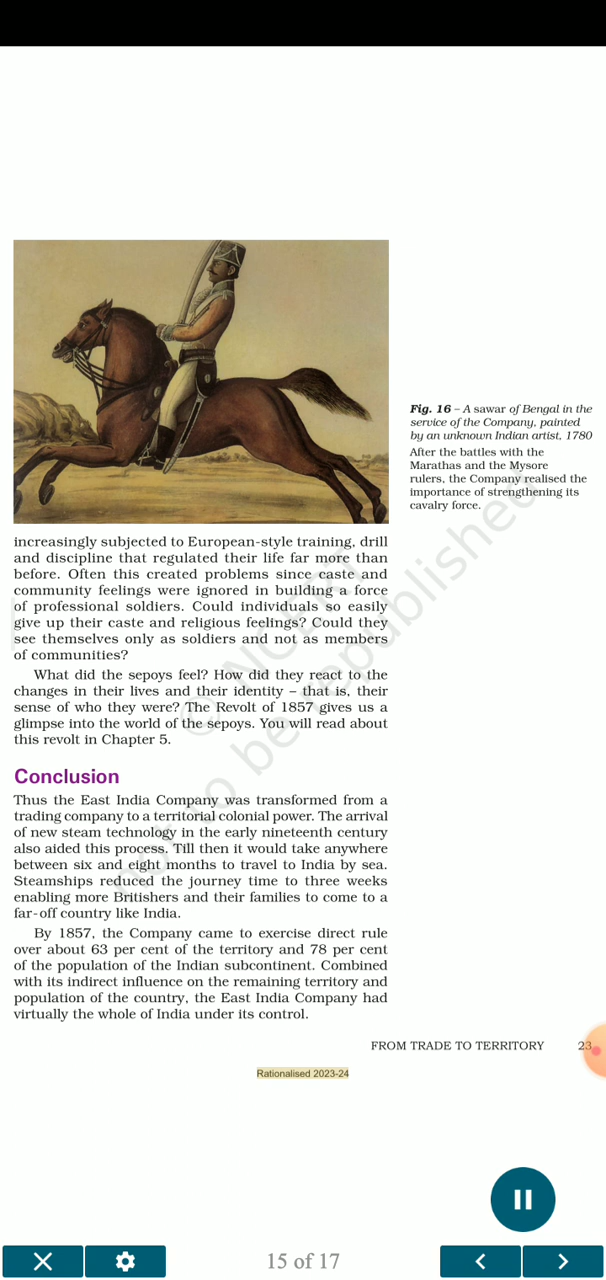 Fig. 16 – A sawar of Bengal in the
service of the Company, painted
by an unknown Indian artist, 1780
After the battles with the
Marathas and the Mysore
rulers, the Company realised the
importance of strengthening its
cavalry force.
increasingly subjected to European-style training, drill
and discipline that regulated their life far more than
before. Often this created problems since caste and
community feelings were ignored in building a force
of professional soldiers. Could individuals so easily
give up their caste and religious feelings? Could they
see themselves only as soldiers and not as members
of communities?
What did the sepoys feel? How did they react to the
changes in their lives and their identity – that is, their
sense of who they were? The Revolt of 1857 gives us a
glimpse into the world of the sepoys. You will read about
this revolt in Chapter 5.
Conclusion
Thus the East India Company was transformed from a
trading company to a territorial colonial power. The arrival
of new steam technology in the early nineteenth century
also aided this process. Till then it would take anywhere
between six and eight months to travel to India by sea.
Steamships reduced the journey time to three weeks
enabling more Britishers and their families to come to a
far-off country like India.
By 1857, the Company came to exercise direct rule
over about 63 per cent of the territory and 78 per cent
of the population of the Indian subcontinent. Combined
with its indirect influence on the remaining territory and
population of the country, the East India Company had
virtually the whole of India under its control.
FROM TRADE TO TERRITORY 23
Rationalised 2023-24
© NCERT
not to be republished
15 of 17